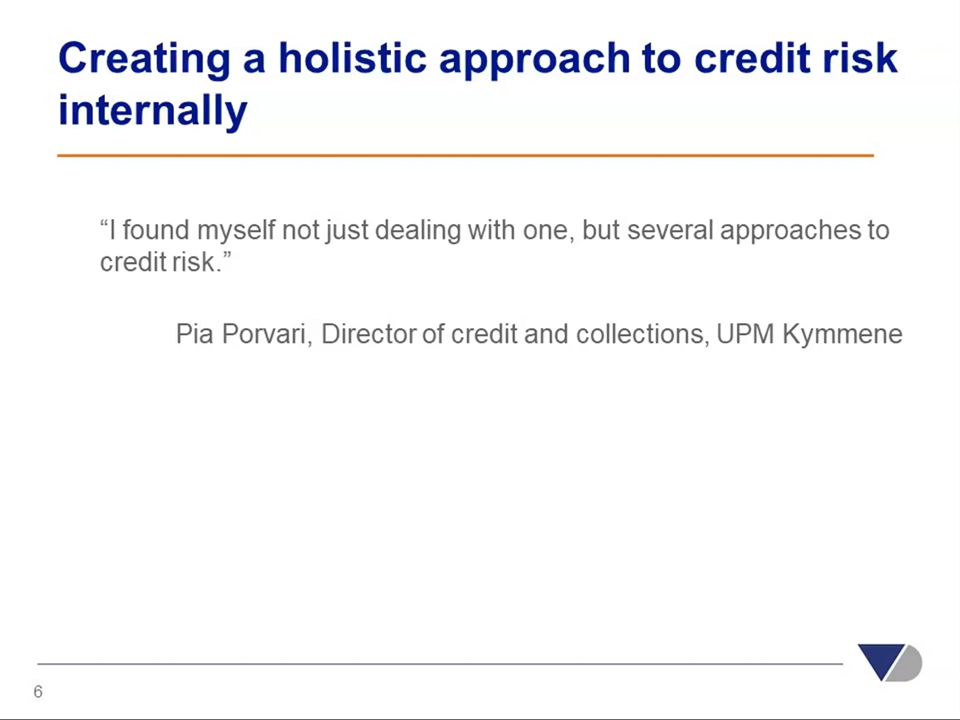 Creating a holistic approach to credit risk
internally
“I found myself not just dealing with one, but several approaches to
credit risk.”
Pia Porvari, Director of credit and collections, UPM Kymmene
6